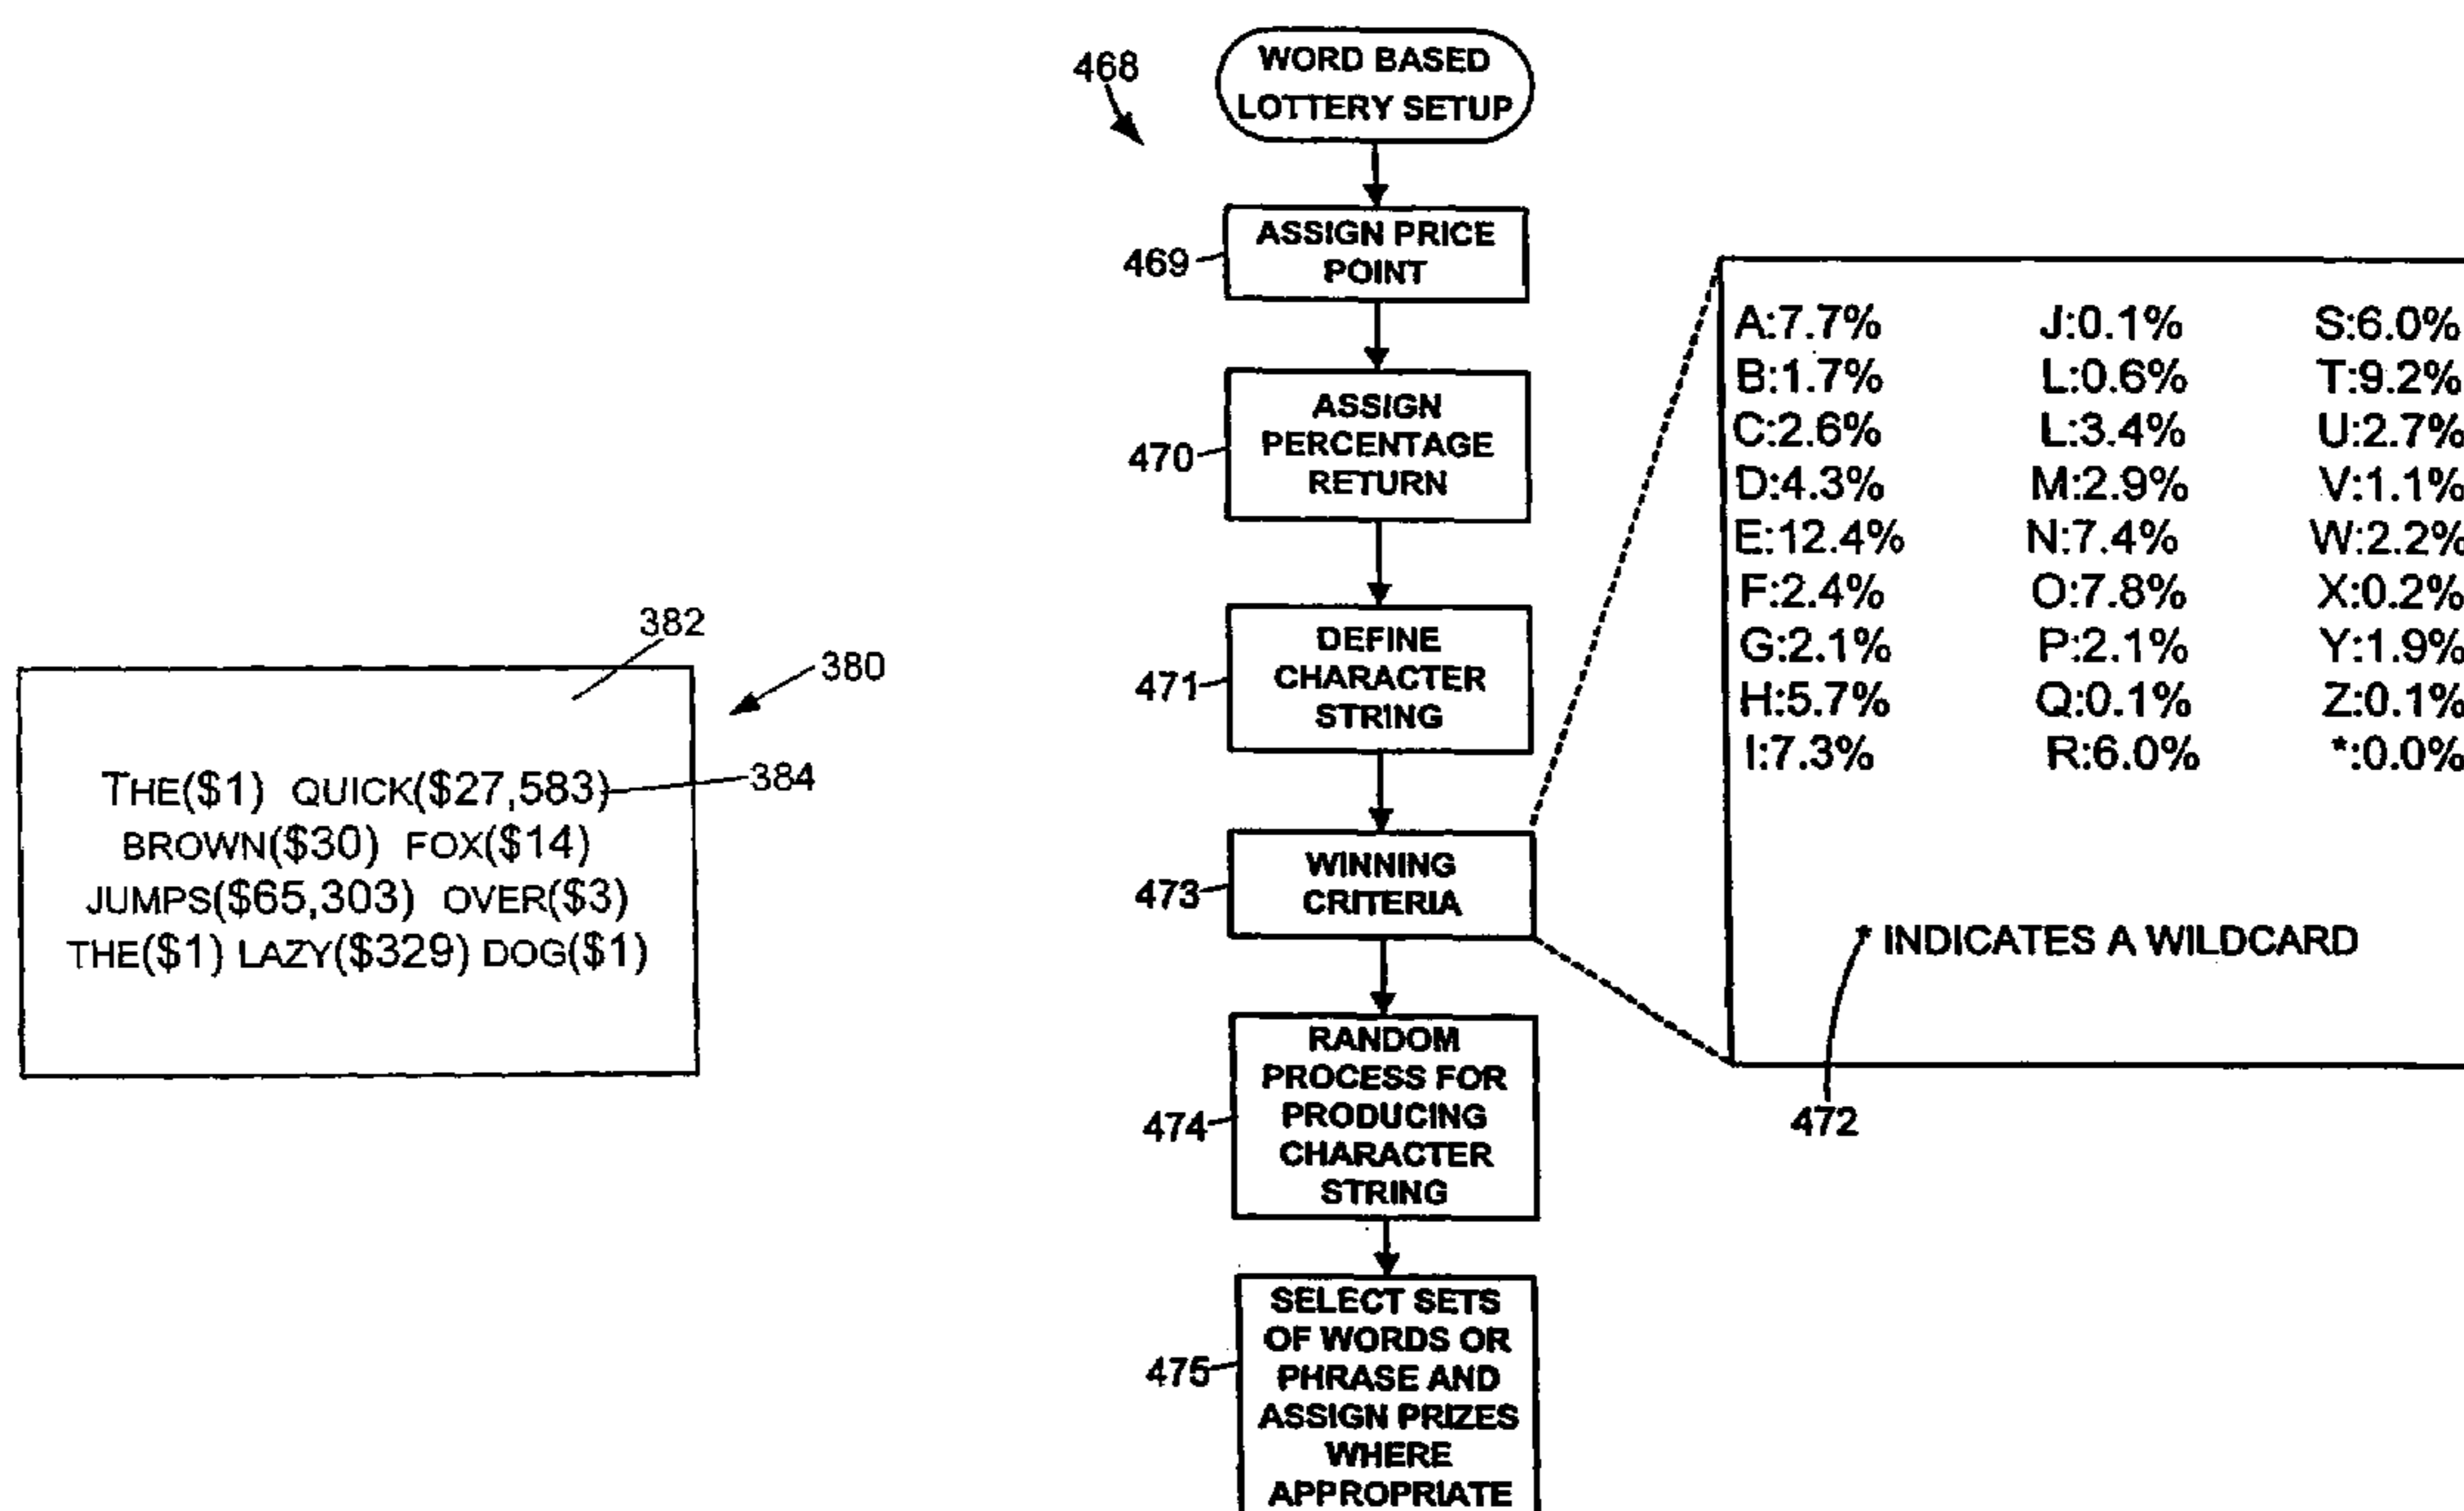 382
380
THE($1) QUICK($27,583)
384
BROWN($30) FOX($14)
JUMPS($65,303) OVER($3)
THE($1) LAZY($329) DOG($1)
468
WORD BASED
LOTTERY SETUP
469
ASSIGN PRICE
POINT
470
ASSIGN
PERCENTAGE
RETURN
471
DEFINE
CHARACTER
STRING
473
WINNING
CRITERIA
474
RANDOM
PROCESS FOR
PRODUCING
CHARACTER
STRING
475
SELECT SETS
OF WORDS OR
PHRASE AND
ASSIGN PRIZES
WHERE
APPROPRIATE
A:7.7% J:0.1% S:6.0%
B:1.7% L:0.6% T:9.2%
C:2.6% L:3.4% U:2.7%
D:4.3% M:2.9% V:1.1%
E:12.4% N:7.4% W:2.2%
F:2.4% O:7.8% X:0.2%
G:2.1% P:2.1% Y:1.9%
H:5.7% Q:0.1% Z:0.1%
I:7.3% R:6.0% *:0.0%
* INDICATES A WILDCARD
472